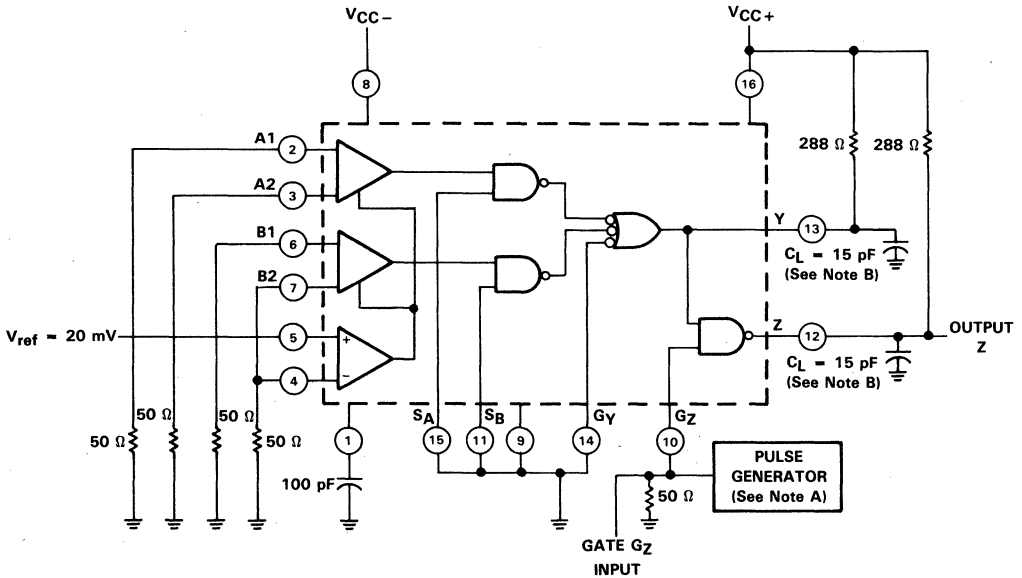 VCC−
VCC+
8
16
A1
2
A2
3
B1
6
B2
7
Vref = 20 mV
5
+
4
−
288 Ω
288 Ω
Y
13
CL = 15 pF
(See Note B)
Z
12
OUTPUT
Z
CL = 15 pF
(See Note B)
50 Ω
50 Ω
50 Ω
50 Ω
1
100 pF
SA
15
SB
11
9
GY
14
GZ
10
50 Ω
PULSE
GENERATOR
(See Note A)
GATE GZ
INPUT